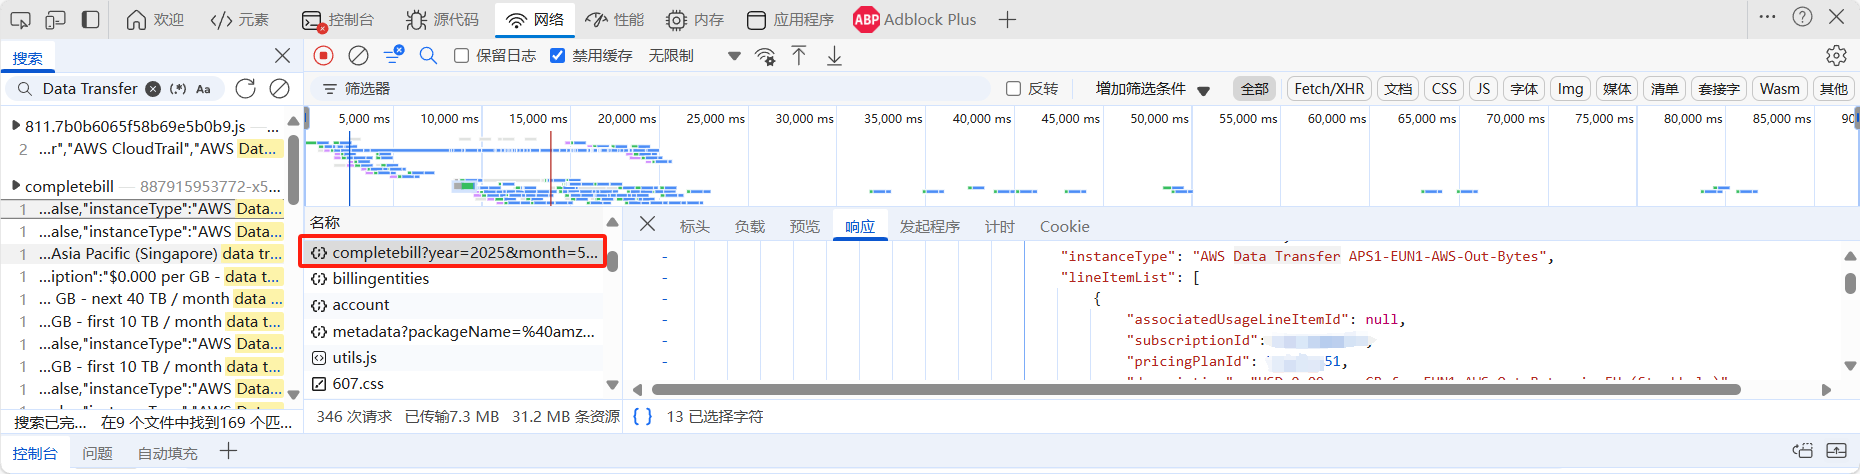 欢迎 元素 控制台 源代码 网络 性能 内存 应用程序 ABP Adblock Plus
搜索
保留日志 禁用缓存 无限制
Data Transfer (.*) Aa
筛选器 反转 增加筛选条件 全部 Fetch/XHR 文档 CSS JS 字体 Img 媒体 清单 套接字 Wasm 其他
5,000 ms 10,000 ms 15,000 ms 20,000 ms 25,000 ms 30,000 ms 35,000 ms 40,000 ms 45,000 ms 50,000 ms 55,000 ms 60,000 ms 65,000 ms 70,000 ms 75,000 ms 80,000 ms 85,000 ms 90
811.7b0b6065f58b69e5b0b9.js —...
2 ...r","AWS CloudTrail","AWS Dat...
completebill — 887915953772-x5...
1 ...alse,"instanceType":"AWS Data...
1 ...alse,"instanceType":"AWS Data...
1 ...Asia Pacific (Singapore) data tr...
1 ...iption":"$0.000 per GB - data t...
1 ... GB - next 40 TB / month data ...
1 ...GB - first 10 TB / month data t...
1 ...alse,"instanceType":"AWS Data...
1 ...GB - first 10 TB / month data t...
1 ...alse,"instanceType":"AWS Data...
搜索已完... 在9 个文件中找到169 个匹...
名称
completebill?year=2025&month=5...
billingentities
account
metadata?packageName=%40amz...
utils.js
607.css
346 次请求 已传输7.3 MB 31.2 MB 条资源
标头 负载 预览 响应 发起程序 计时 Cookie
"instanceType": "AWS Data Transfer APS1-EUN1-AWS-Out-Bytes",
"lineItemList": [
{
"associatedUsageLineItemId": null,
"subscriptionId": ,
"pricingPlanId": 51,
{ } 13 已选择字符
控制台 问题 自动填充